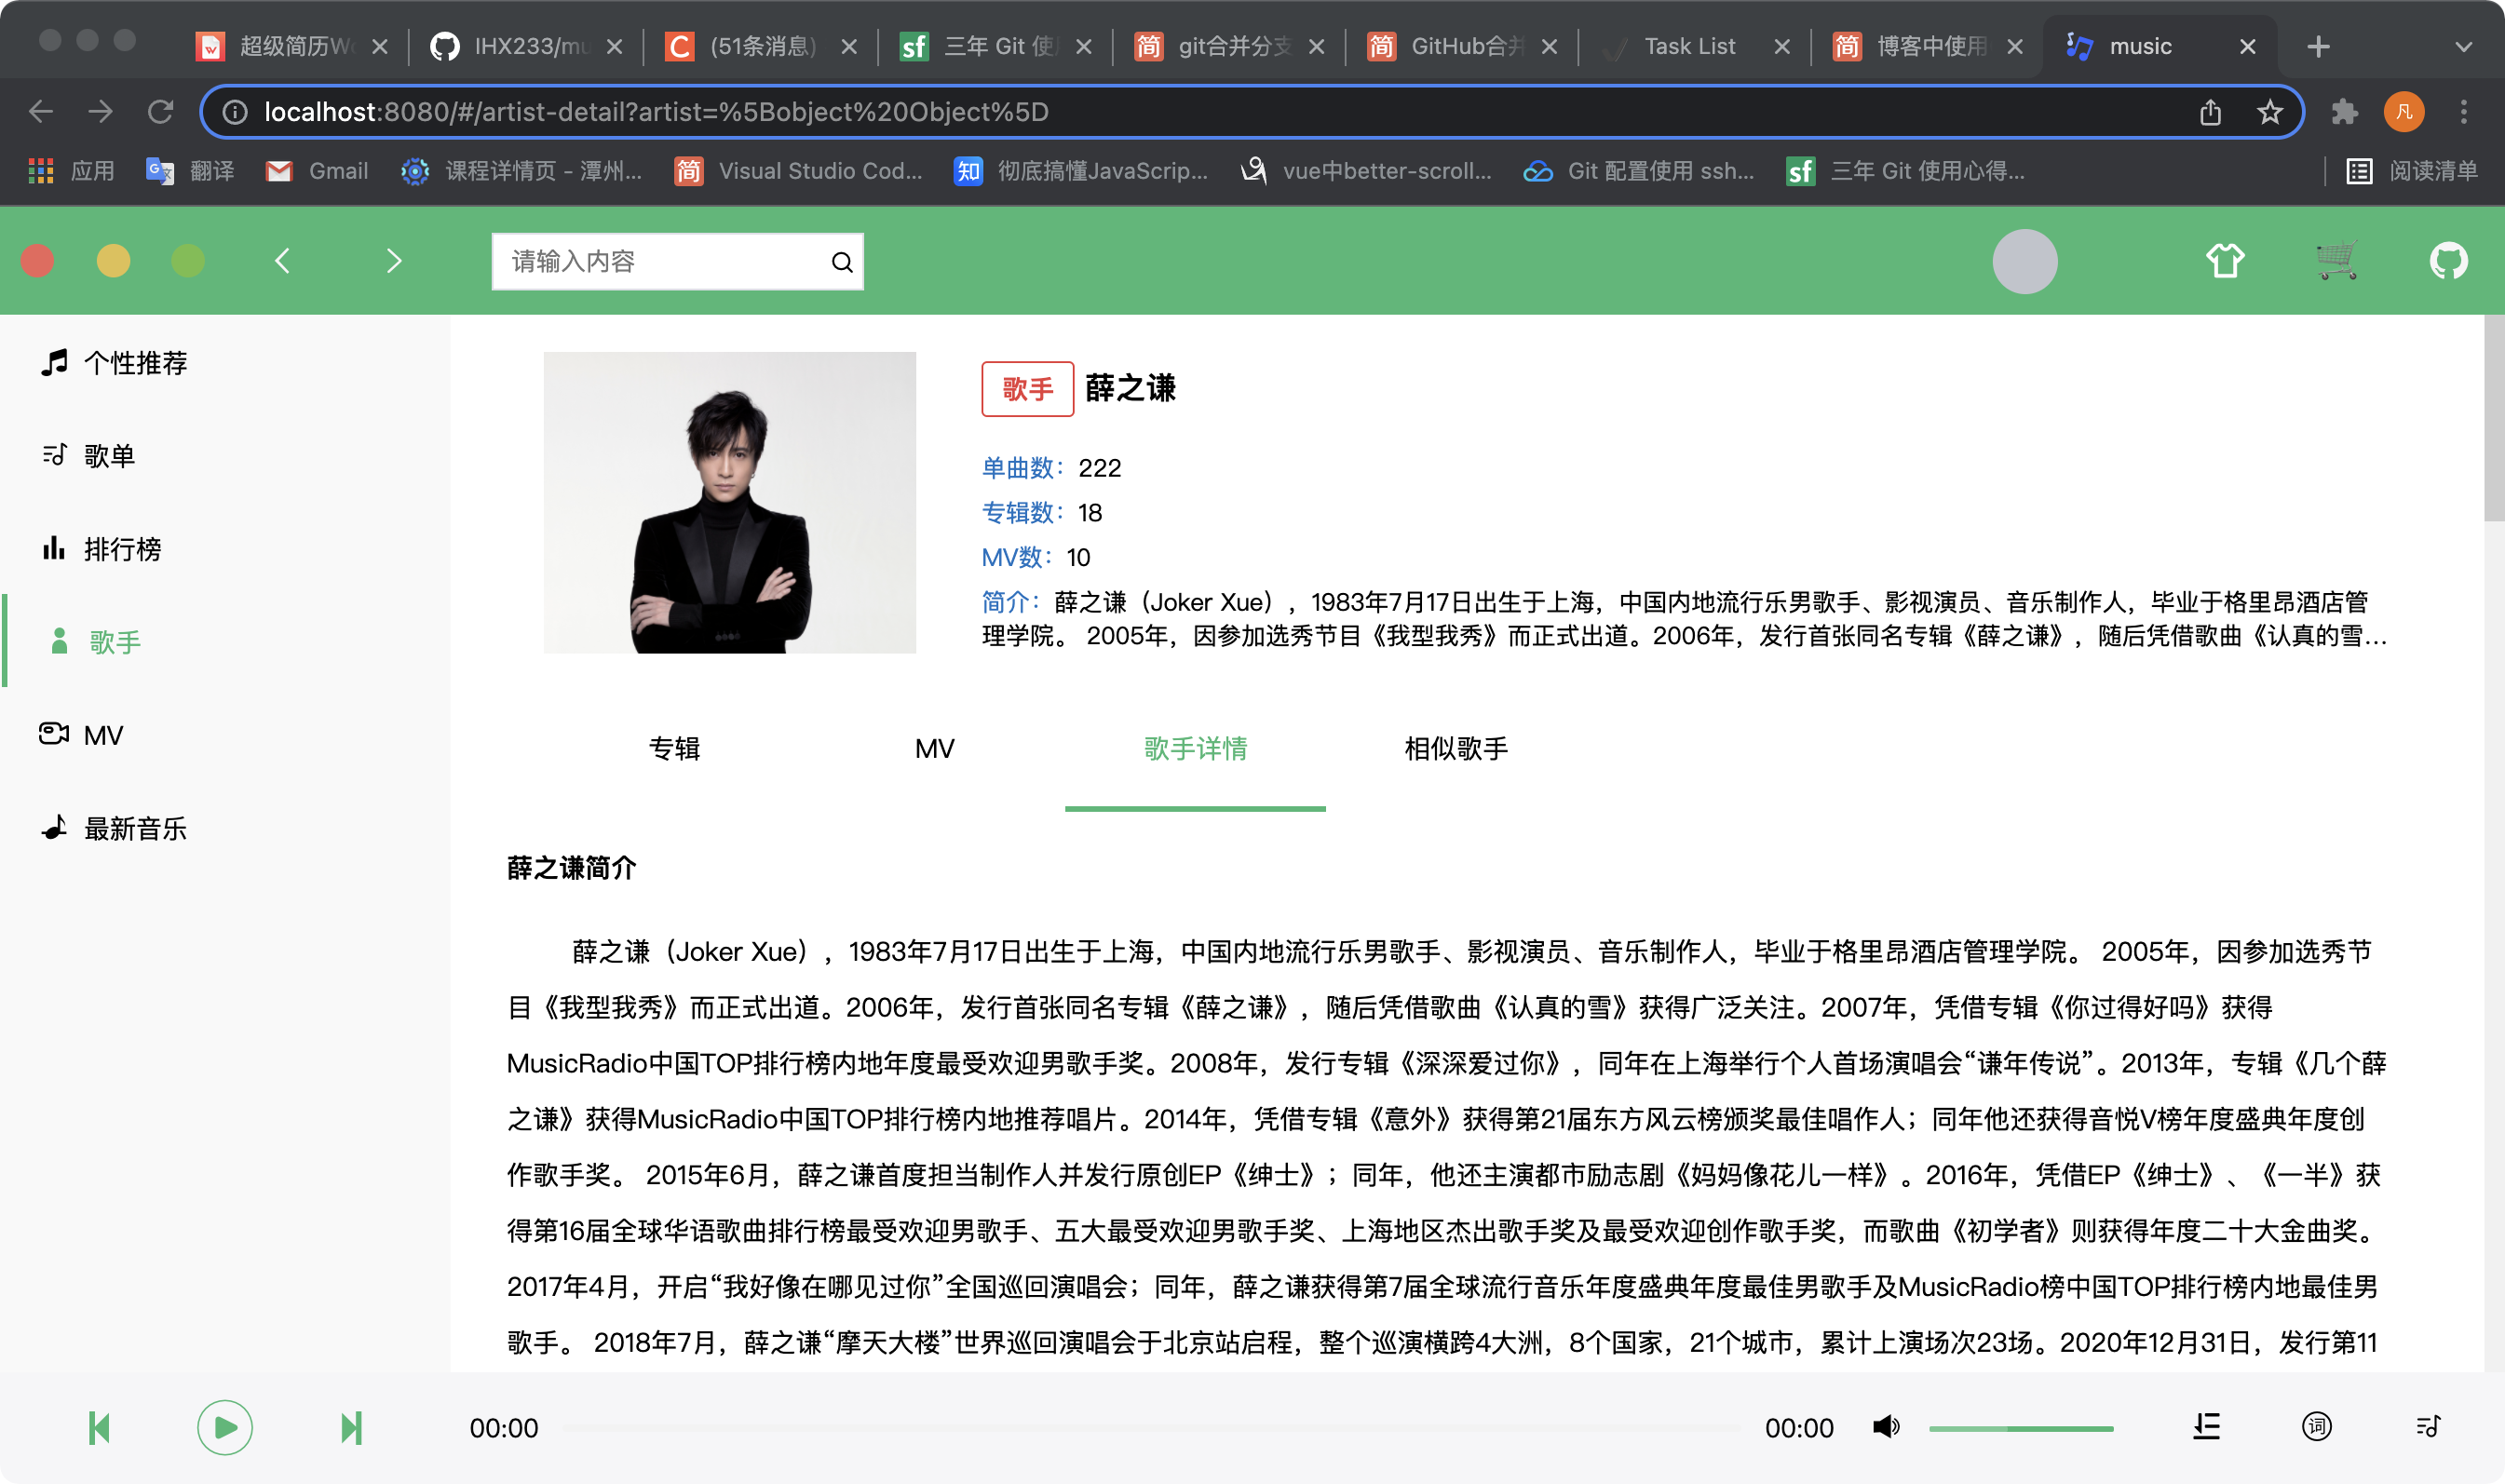 超级简历Wo
IHX233/mu
(51条消息)
三年 Git 使用
git合并分支
GitHub合并
Task List
博客中使用
music
localhost:8080/#/artist-detail?artist=%5Bobject%20Object%5D
凡
应用
翻译
Gmail
课程详情页 - 潭州...
Visual Studio Cod...
彻底搞懂JavaScrip...
vue中better-scroll...
Git 配置使用 ssh...
三年 Git 使用心得...
阅读清单
请输入内容
个性推荐
歌单
排行榜
歌手
MV
最新音乐
歌手 薛之谦
单曲数：222
专辑数：18
MV数：10
简介：薛之谦（Joker Xue），1983年7月17日出生于上海，中国内地流行乐男歌手、影视演员、音乐制作人，毕业于格里昂酒店管
理学院。 2005年，因参加选秀节目《我型我秀》而正式出道。2006年，发行首张同名专辑《薛之谦》，随后凭借歌曲《认真的雪...
专辑
MV
歌手详情
相似歌手
薛之谦简介
薛之谦（Joker Xue），1983年7月17日出生于上海，中国内地流行乐男歌手、影视演员、音乐制作人，毕业于格里昂酒店管理学院。 2005年，因参加选秀节
目《我型我秀》而正式出道。2006年，发行首张同名专辑《薛之谦》，随后凭借歌曲《认真的雪》获得广泛关注。2007年，凭借专辑《你过得好吗》获得
MusicRadio中国TOP排行榜内地年度最受欢迎男歌手奖。2008年，发行专辑《深深爱过你》，同年在上海举行个人首场演唱会“谦年传说”。2013年，专辑《几个薛
之谦》获得MusicRadio中国TOP排行榜内地推荐唱片。2014年，凭借专辑《意外》获得第21届东方风云榜颁奖最佳唱作人；同年他还获得音悦V榜年度盛典年度创
作歌手奖。 2015年6月，薛之谦首度担当制作人并发行原创EP《绅士》；同年，他还主演都市励志剧《妈妈像花儿一样》。2016年，凭借EP《绅士》、《一半》获
得第16届全球华语歌曲排行榜最受欢迎男歌手、五大最受欢迎男歌手奖、上海地区杰出歌手奖及最受欢迎创作歌手奖，而歌曲《初学者》则获得年度二十大金曲奖。
2017年4月，开启“我好像在哪见过你”全国巡回演唱会；同年，薛之谦获得第7届全球流行音乐年度盛典年度最佳男歌手及MusicRadio榜中国TOP排行榜内地最佳男
歌手。 2018年7月，薛之谦“摩天大楼”世界巡回演唱会于北京站启程，整个巡演横跨4大洲，8个国家，21个城市，累计上演场次23场。2020年12月31日，发行第11
00:00
00:00
词